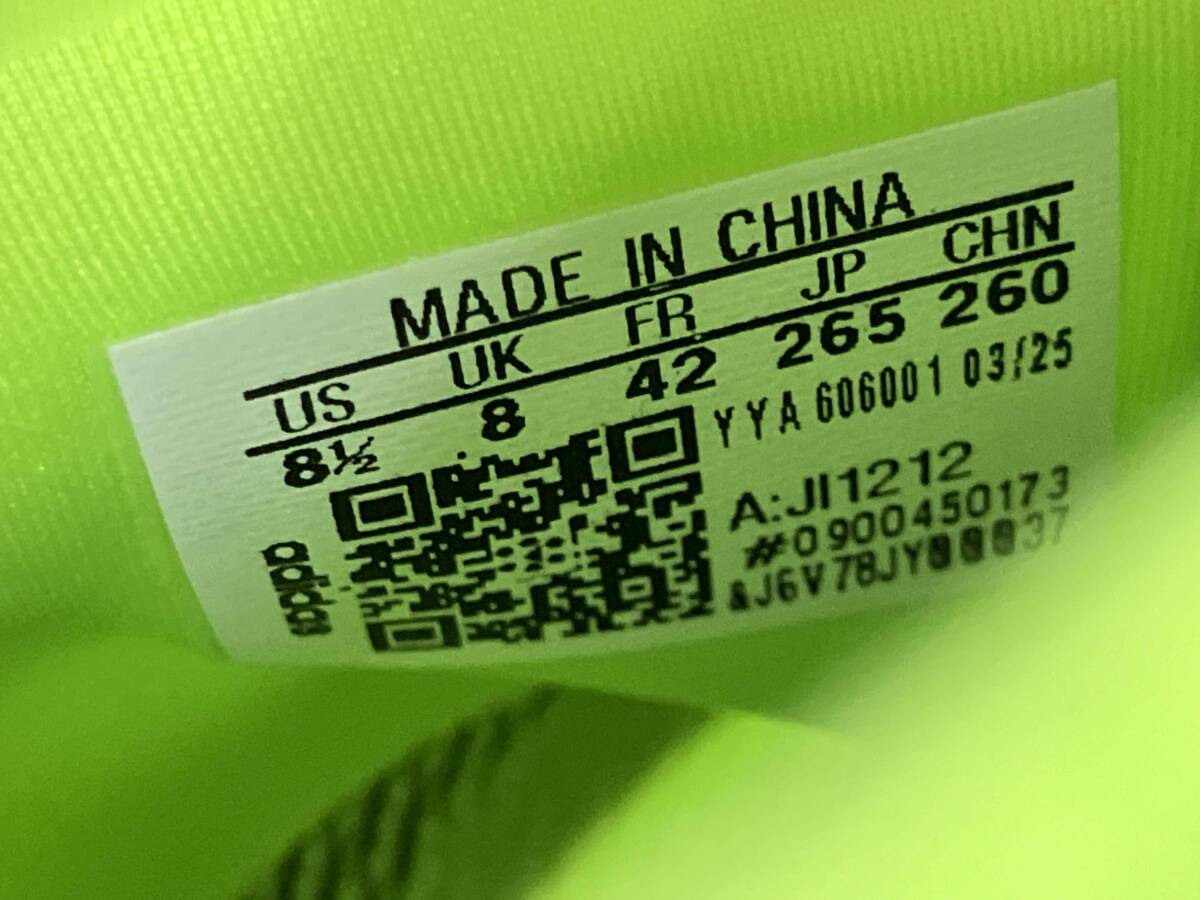 MADE IN CHINA
US UK FR JP CHN
8½ 8 42 265 260
YYA 606001 03/25
A:JI1212
#0900450173
&J6V78JY00037
adidas